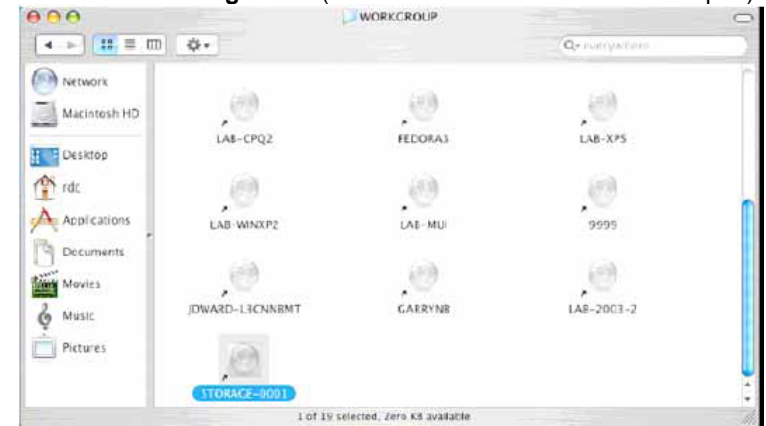 WORKGROUP
everywhere
Network
Macintosh HD
Desktop
rdc
Applications
Documents
Movies
Music
Pictures
LAB-CPQ2 FEDORA3 LAB-XPS
LAB-WINXP2 LAB-MUI 9999
JDWARD-L3CNNBMT GARRYNB LAB-2003-2
STORAGE-0001
1 of 19 selected, Zero KB available